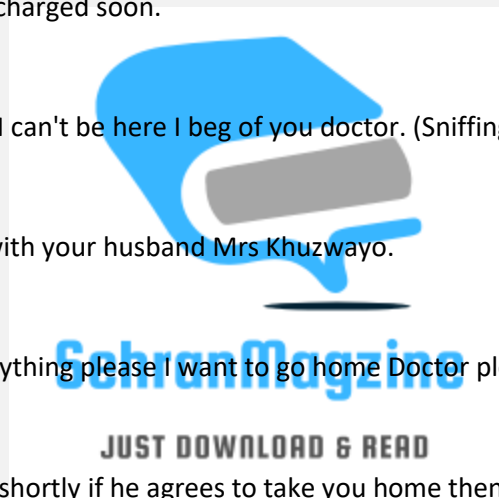 charged soon.
I can't be here I beg of you doctor. (Sniffing
with your husband Mrs Khuzwayo.
ything please I want to go home Doctor pl
SehranMagzine
JUST DOWNLOAD & READ
shortly if he agrees to take you home then